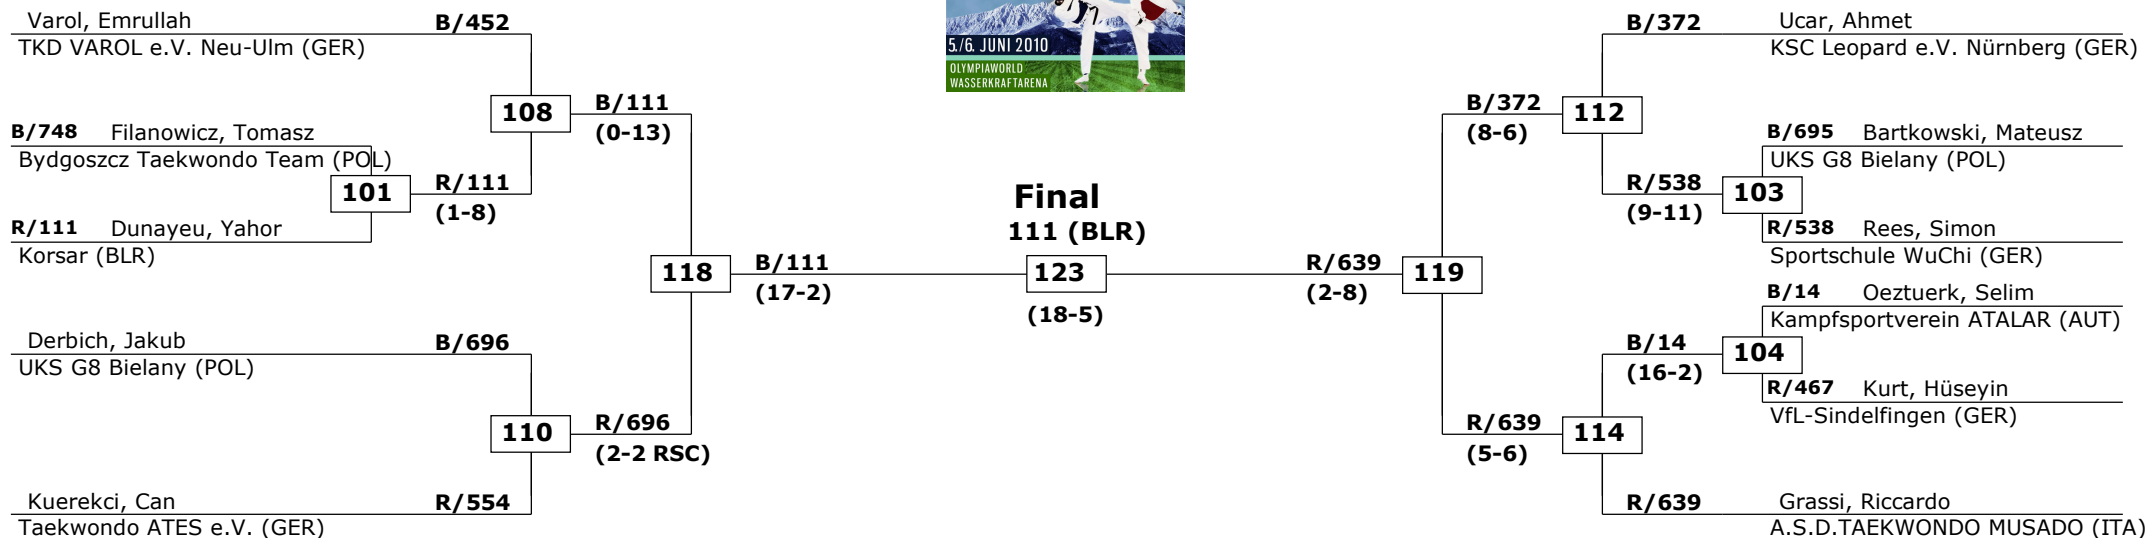 Varol, Emrullah
B/452
TKD VAROL e.V. Neu-Ulm (GER)
B/748 Filanowicz, Tomasz
Bydgoszcz Taekwondo Team (POL)
R/111 Dunayeu, Yahor
Korsar (BLR)
101
R/111
(1-8)
108
B/111
(0-13)
Derbich, Jakub
B/696
UKS G8 Bielany (POL)
Kuerekci, Can
R/554
Taekwondo ATES e.V. (GER)
110
R/696
(2-2 RSC)
118
B/111
(17-2)
5./6. JUNI 2010
OLYMPIAWORLD
WASSERKRAFTARENA
Final
111 (BLR)
123
(18-5)
R/639
(2-8)
119
B/372
(8-6)
112
B/372
Ucar, Ahmet
KSC Leopard e.V. Nürnberg (GER)
R/538
(9-11)
103
B/695 Bartkowski, Mateusz
UKS G8 Bielany (POL)
R/538 Rees, Simon
Sportschule WuChi (GER)
B/14 Oeztuerk, Selim
Kampfsportverein ATALAR (AUT)
104
B/14
(16-2)
R/467 Kurt, Hüseyin
VfL-Sindelfingen (GER)
R/639
(5-6)
114
R/639
Grassi, Riccardo
A.S.D.TAEKWONDO MUSADO (ITA)